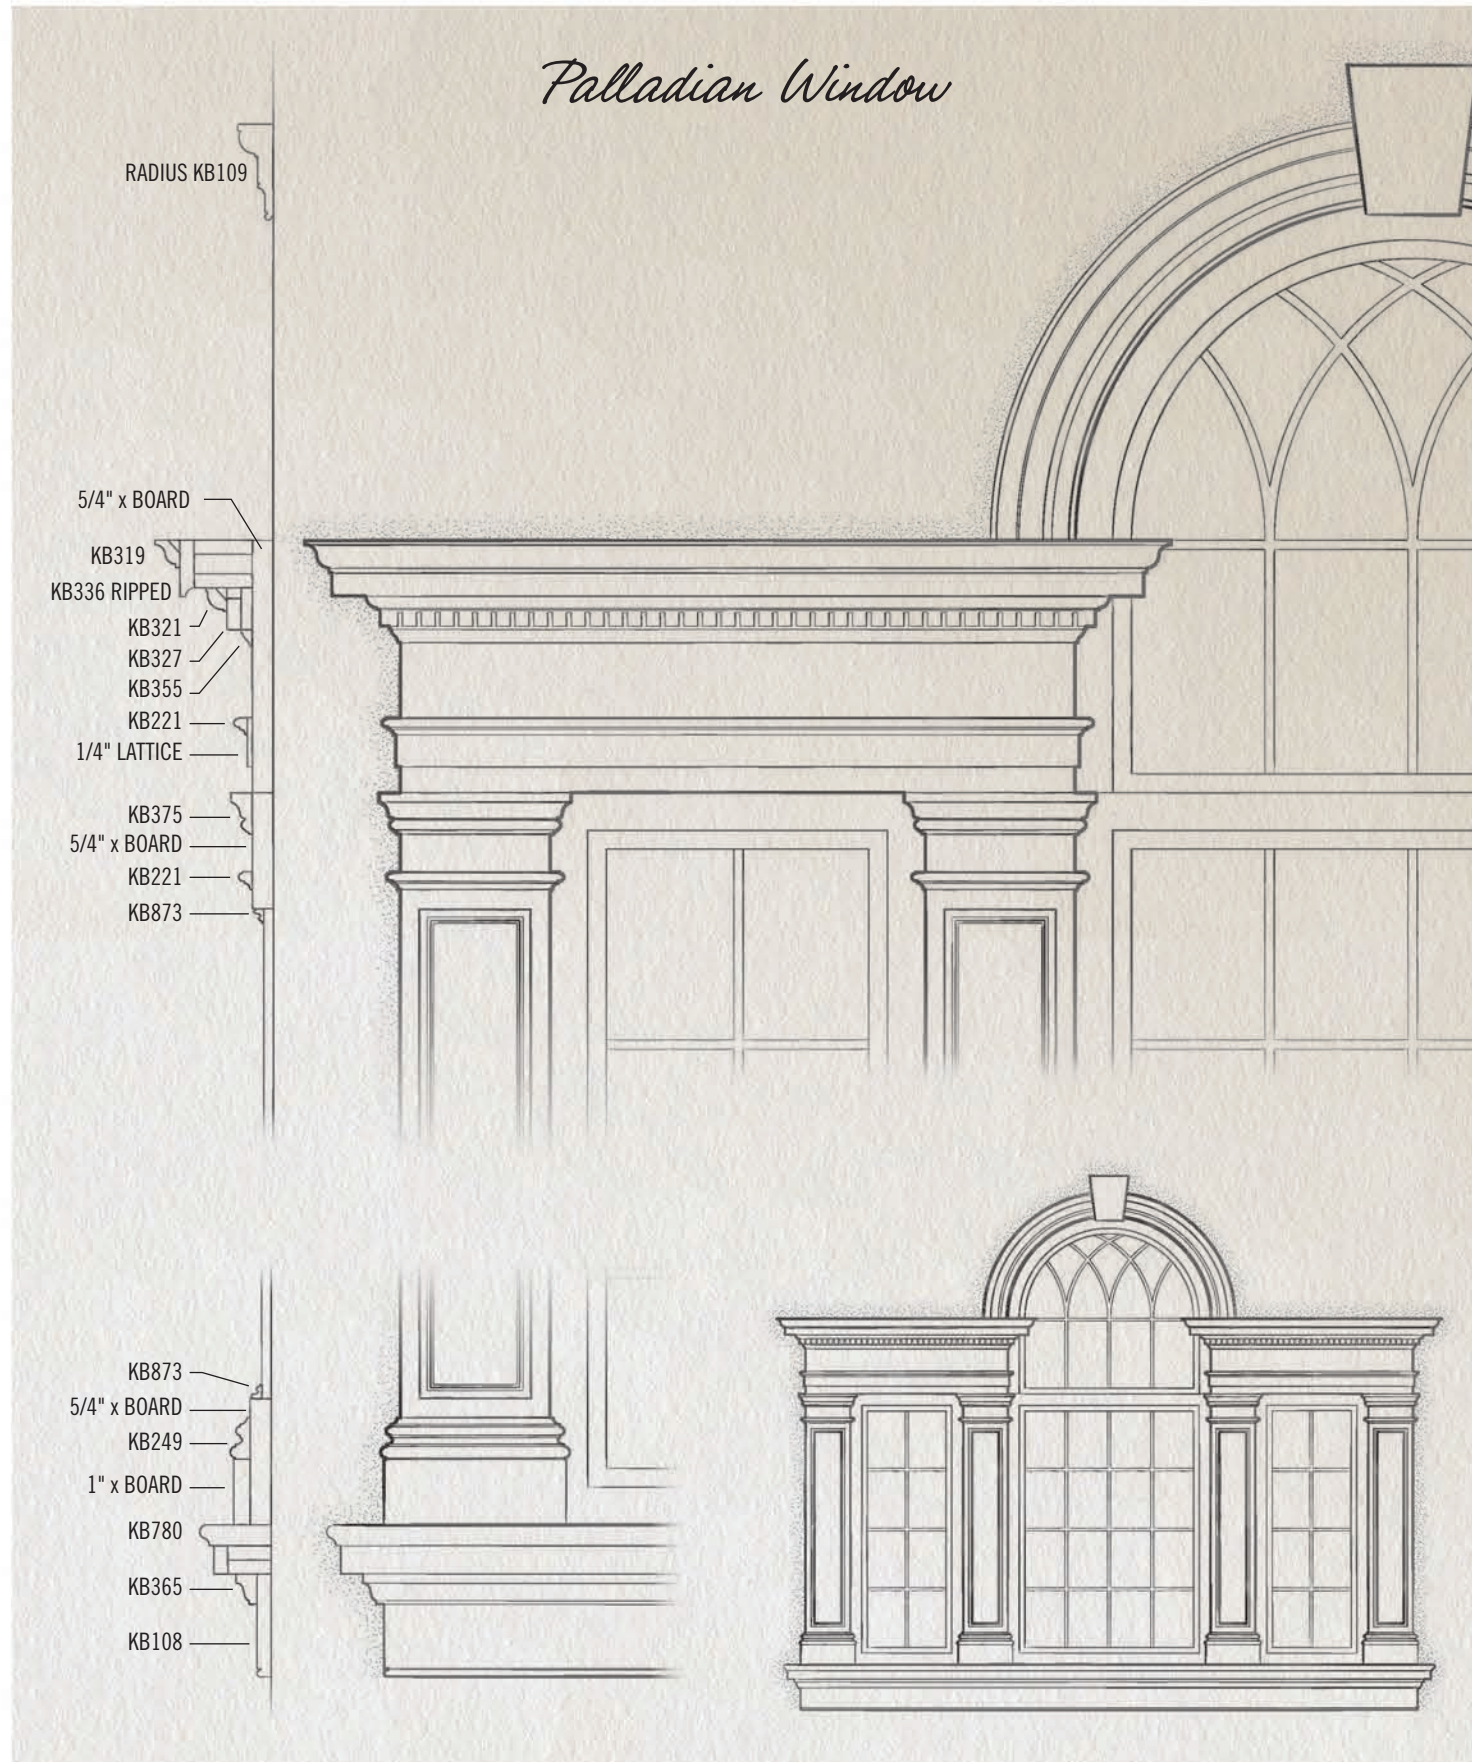 Palladian Window
RADIUS KB109
5/4" x BOARD
KB319
KB336 RIPPED
KB321
KB327
KB355
KB221
1/4" LATTICE
KB375
5/4" x BOARD
KB221
KB873
KB873
5/4" x BOARD
KB249
1" x BOARD
KB780
KB365
KB108